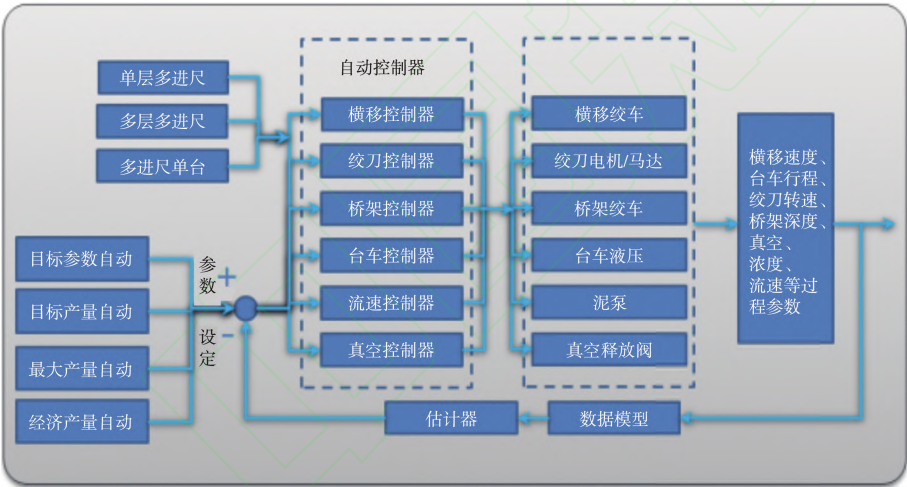 单层多进尺
多层多进尺
多进尺单台
目标参数自动
目标产量自动
最大产量自动
经济产量自动
参
数
+
设
定
−
自动控制器
横移控制器
绞刀控制器
桥架控制器
台车控制器
流速控制器
真空控制器
横移绞车
绞刀电机/马达
桥架绞车
台车液压
泥泵
真空释放阀
横移速度、
台车行程、
绞刀转速、
桥架深度、
真空、
浓度、
流速等过
程参数
估计器
数据模型